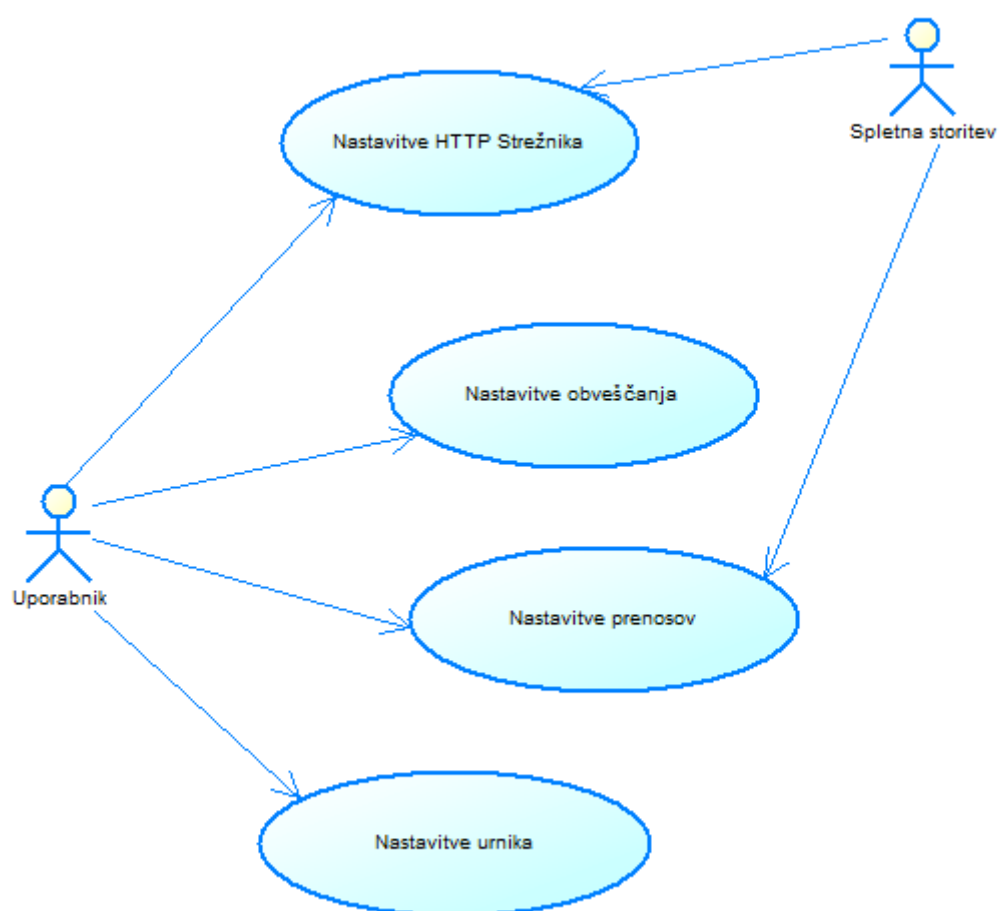 Spletna storitev
Nastavitve HTTP Strežnika
Nastavitve obveščanja
Uporabnik
Nastavitve prenosov
Nastavitve urnika